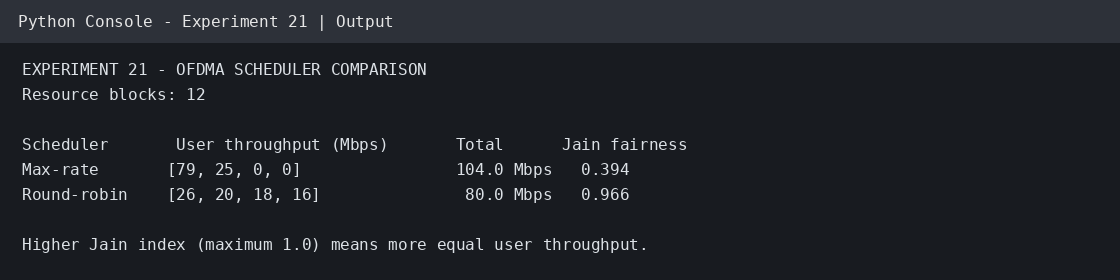 Python Console - Experiment 21 | Output
EXPERIMENT 21 - OFDMA SCHEDULER COMPARISON
Resource blocks: 12
Scheduler       User throughput (Mbps)       Total      Jain fairness
Max-rate       [79, 25, 0, 0]                104.0 Mbps   0.394
Round-robin    [26, 20, 18, 16]               80.0 Mbps   0.966
Higher Jain index (maximum 1.0) means more equal user throughput.